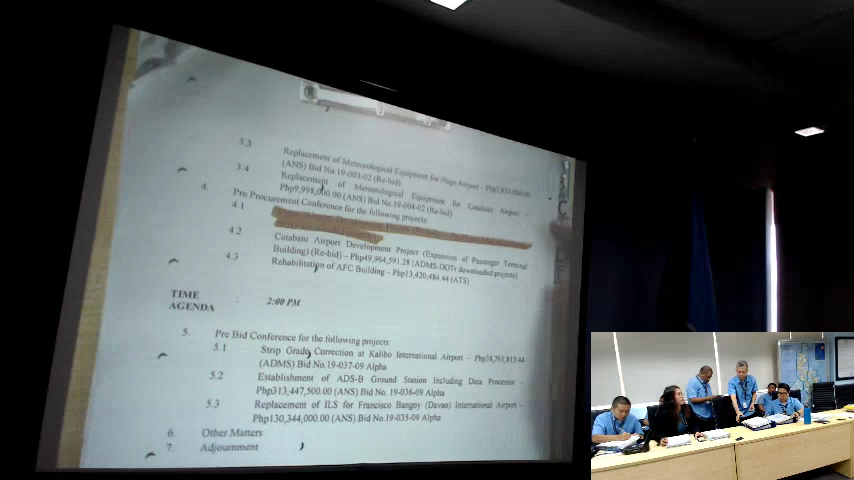 3.3 Replacement of Meteorological Equipment for Naga Airport - Php7,833,000.00
(ANS) Bid No 19-003-02 (Re-bid)
3.4 Replacement of Meteorological Equipment for Cotabato Airport -
Php9,998,000.00 (ANS) Bid No.19-004-02 (Re-bid)
4. Pre Procurement Conference for the following projects:
4.1
4.2 Cotabato Airport Development Project (Expansion of Passenger Terminal
Building) (Re-bid) – Php49,964,591.28 (ADMS-DOTr downloaded projects)
4.3 Rehabilitation of AFC Building – Php13,420,484.44 (ATS)
TIME : 2:00 PM
AGENDA
5. Pre Bid Conference for the following projects:
5.1 Strip Grade Correction at Kalibo International Airport – Php38,761,813.44
(ADMS) Bid No.19-037-09 Alpha
5.2 Establishment of ADS-B Ground Station Including Data Processor -
Php313,447,500.00 (ANS) Bid No. 19-036-09 Alpha
5.3 Replacement of ILS for Francisco Bangoy (Davao) International Airport -
Php130,344,000.00 (ANS) Bid No.19-035-09 Alpha
6. Other Matters
7. Adjournment